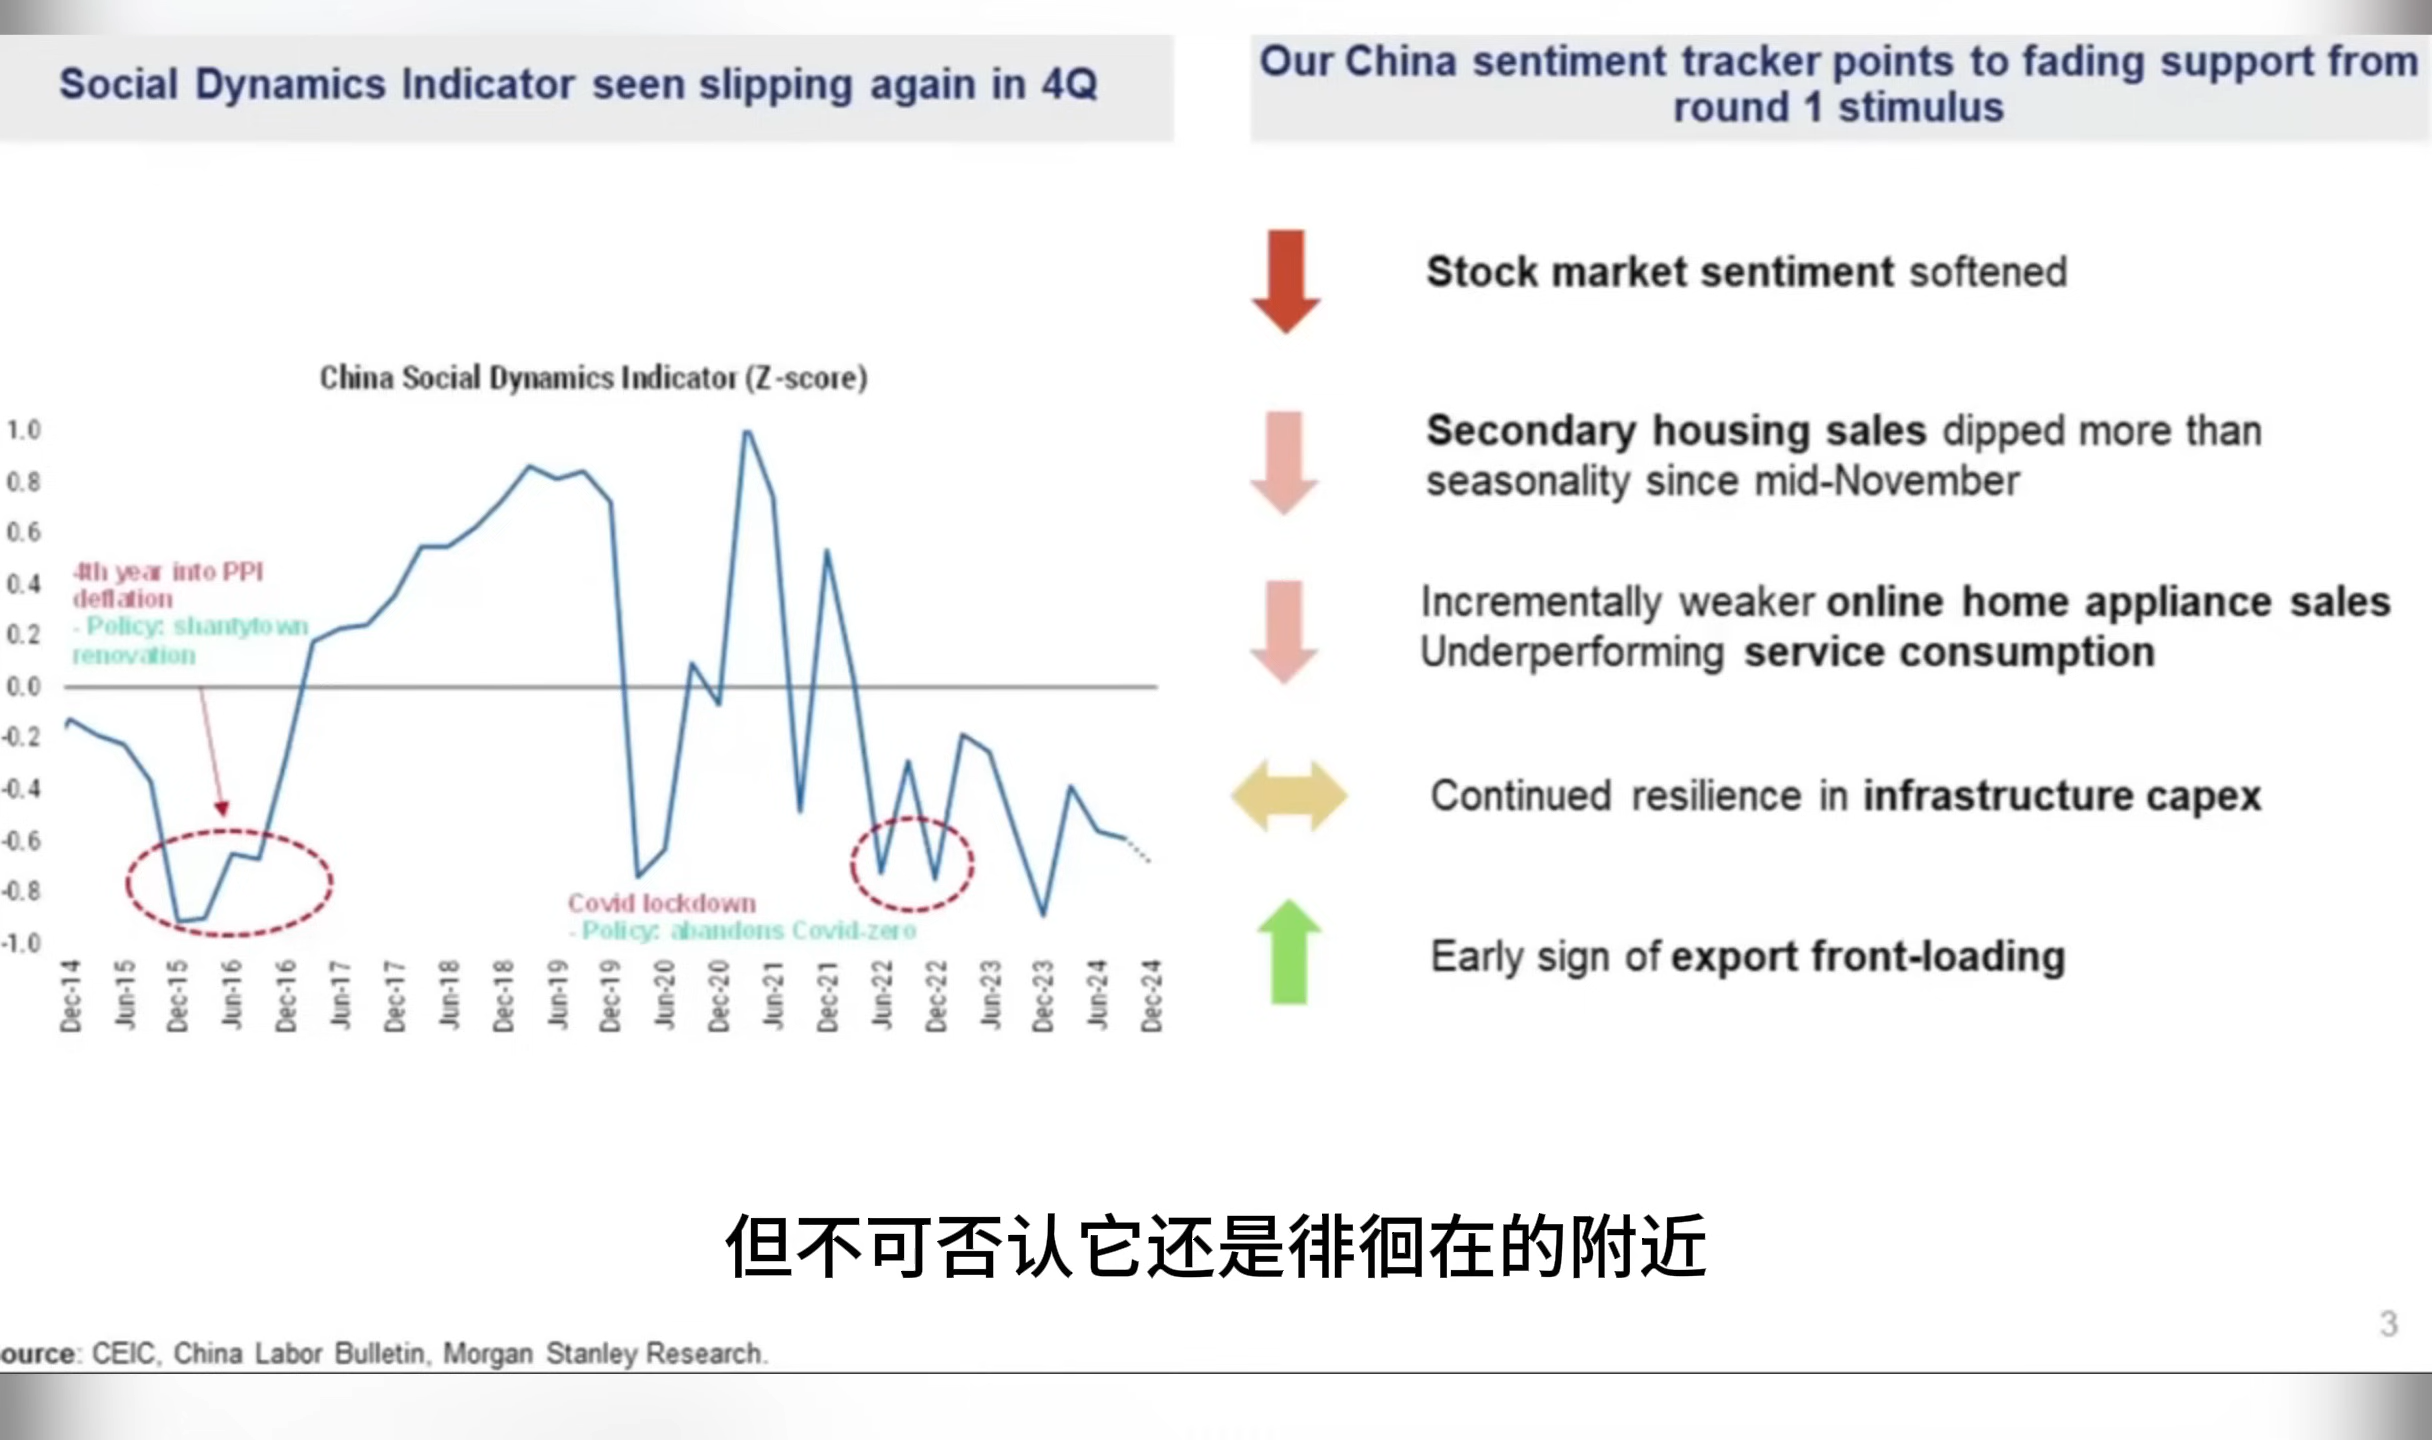 Social Dynamics Indicator seen slipping again in 4Q
Our China sentiment tracker points to fading support from
round 1 stimulus
China Social Dynamics Indicator (Z-score)
1.0
0.8
0.6
0.4
0.2
0.0
-0.2
-0.4
-0.6
-0.8
-1.0
4th year into PPI
deflation
- Policy: shantytown
renovation
Covid lockdown
- Policy: abandons Covid-zero
Dec-14
Jun-15
Dec-15
Jun-16
Dec-16
Jun-17
Dec-17
Jun-18
Dec-18
Jun-19
Dec-19
Jun-20
Dec-20
Jun-21
Dec-21
Jun-22
Dec-22
Jun-23
Dec-23
Jun-24
Dec-24
Stock market sentiment softened
Secondary housing sales dipped more than
seasonality since mid-November
Incrementally weaker online home appliance sales
Underperforming service consumption
Continued resilience in infrastructure capex
Early sign of export front-loading
但不可否认它还是徘徊在的附近
3
ource: CEIC, China Labor Bulletin, Morgan Stanley Research.